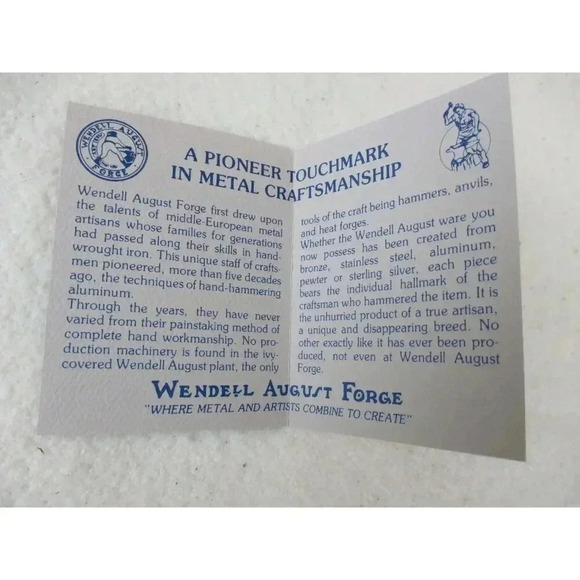 WENDELL AUGUST
FORGE
A PIONEER TOUCHMARK
IN METAL CRAFTSMANSHIP
Wendell August Forge first drew upon
the talents of middle-European metal
artisans whose families for generations
had passed along their skills in hand-
wrought iron. This unique staff of crafts-
men pioneered, more than five decades
ago, the techniques of hand-hammering
aluminum.
Through the years, they have never
varied from their painstaking method of
complete hand workmanship. No pro-
duction machinery is found in the ivy-
covered Wendell August plant, the only
tools of the craft being hammers, anvils,
and heat forges.
Whether the Wendell August ware you
now possess has been created from
bronze, stainless steel, aluminum,
pewter or sterling silver, each piece
bears the individual hallmark of the
craftsman who hammered the item. It is
the unhurried product of a true artisan,
a unique and disappearing breed. No
other exactly like it has ever been pro-
duced, not even at Wendell August
Forge.
WENDELL AUGUST FORGE
"WHERE METAL AND ARTISTS COMBINE TO CREATE"